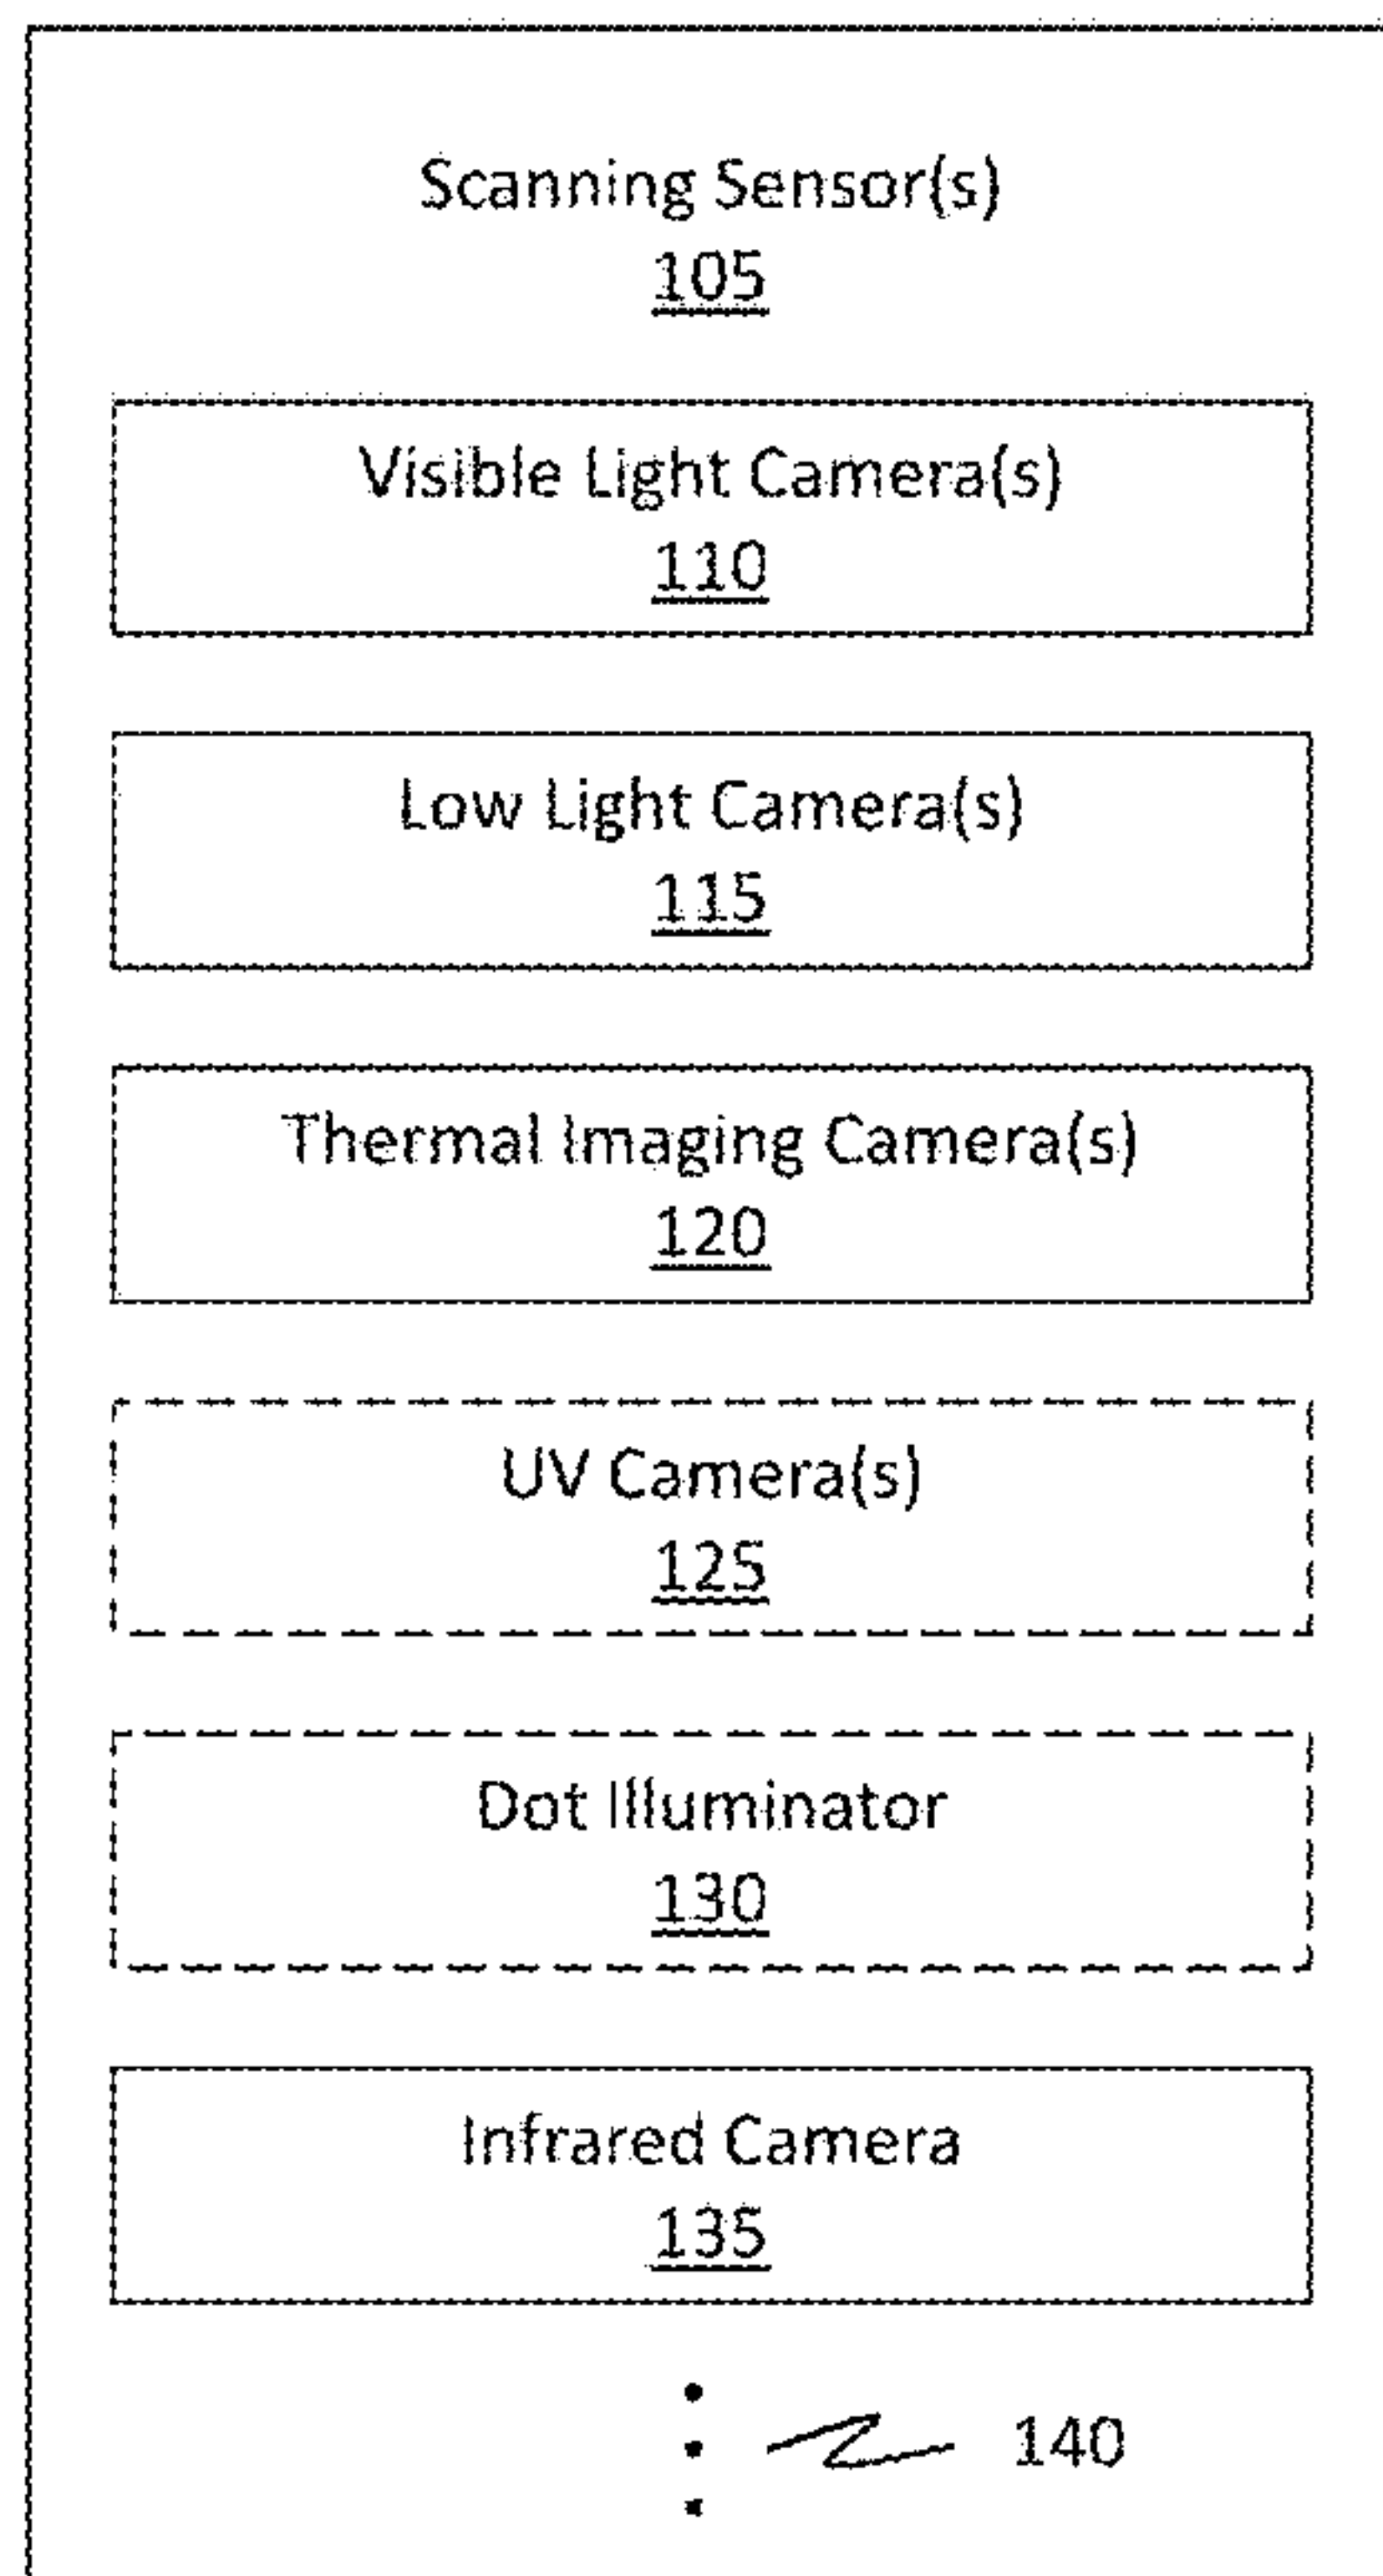 Scanning Sensor(s)
105
Visible Light Camera(s)
110
Low Light Camera(s)
115
Thermal Imaging Camera(s)
120
UV Camera(s)
125
Dot Illuminator
130
Infrared Camera
135
140